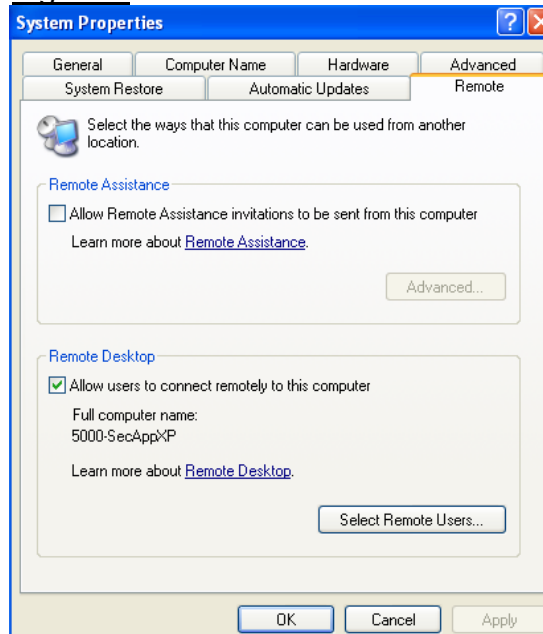 System Properties
General
Computer Name
Hardware
Advanced
System Restore
Automatic Updates
Remote
Select the ways that this computer can be used from another
location.
Remote Assistance
Allow Remote Assistance invitations to be sent from this computer
Learn more about Remote Assistance.
Advanced...
Remote Desktop
Allow users to connect remotely to this computer
Full computer name:
5000-SecAppXP
Learn more about Remote Desktop.
Select Remote Users...
OK
Cancel
Apply